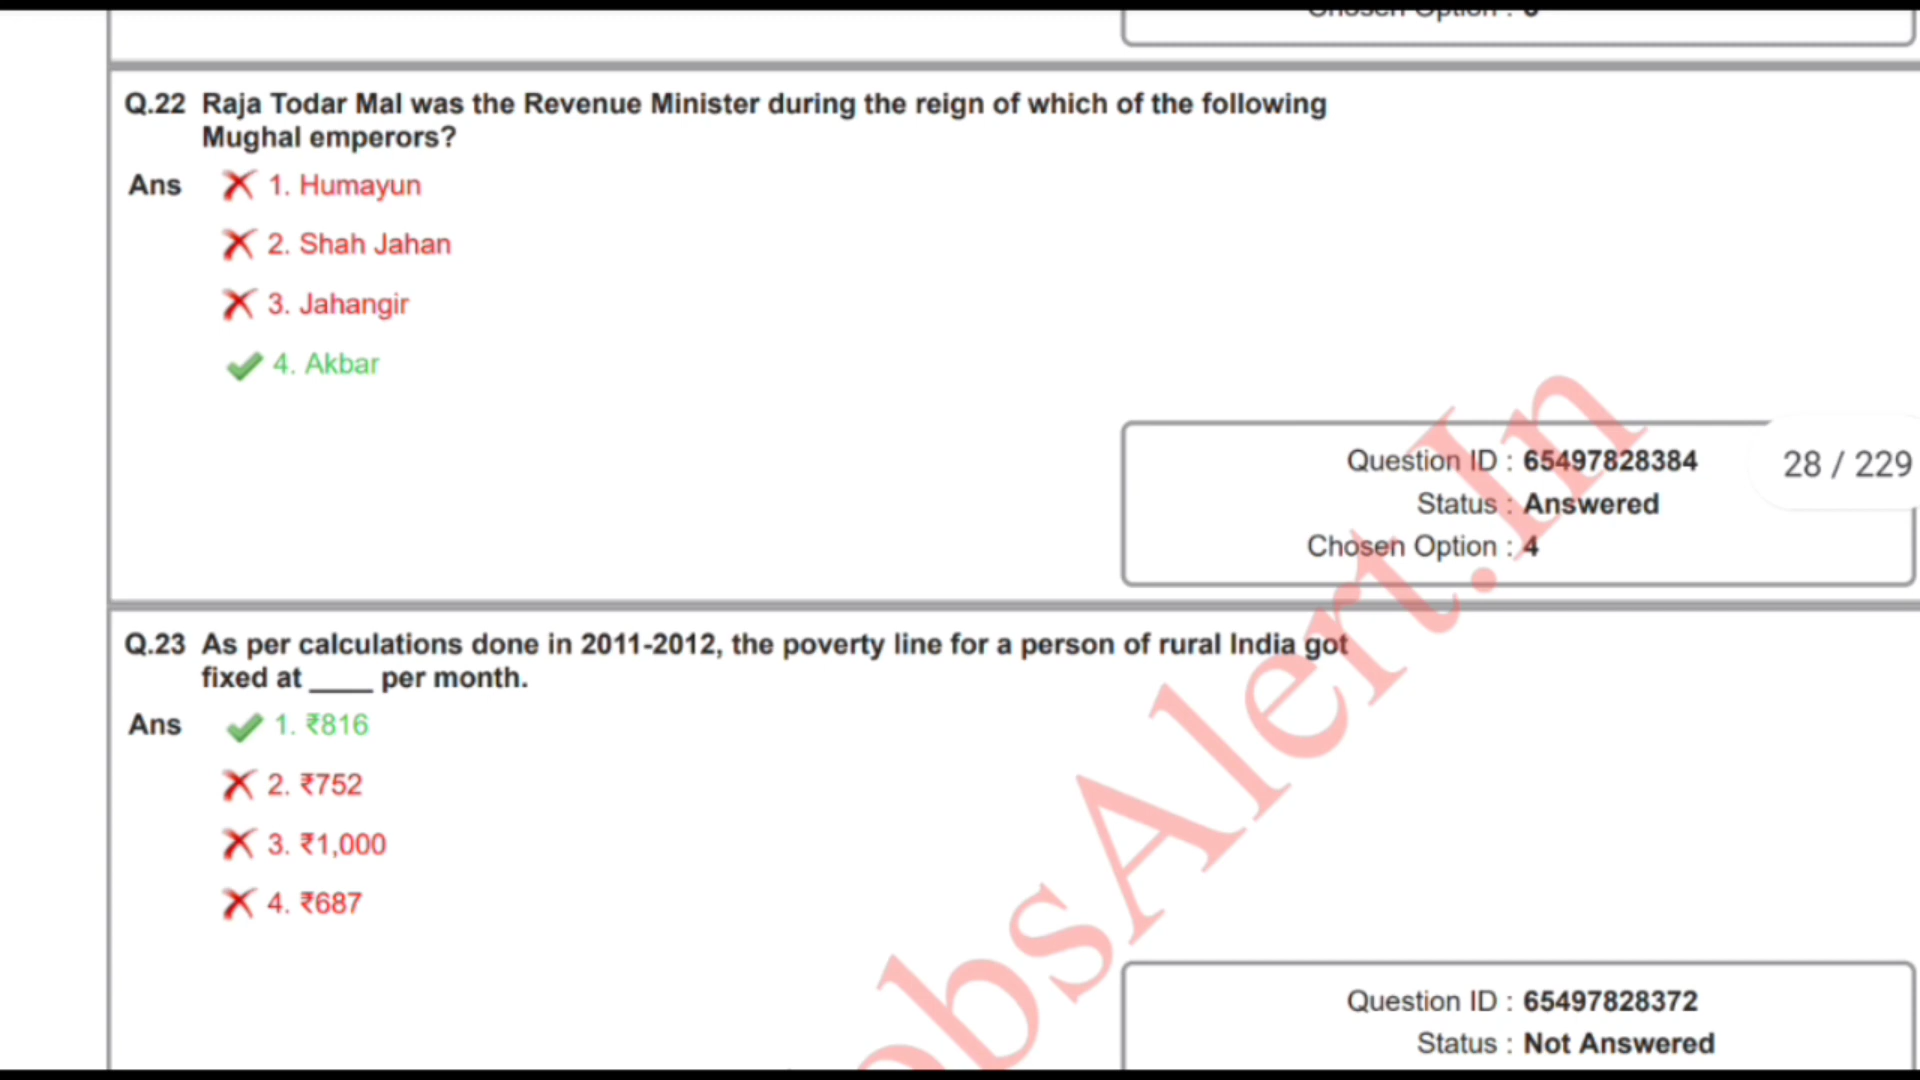 Chosen Option :
Q.22 Raja Todar Mal was the Revenue Minister during the reign of which of the following
Mughal emperors?
Ans 1. Humayun
2. Shah Jahan
3. Jahangir
4. Akbar
Question ID : 65497828384
Status : Answered
Chosen Option : 4
28 / 229
Q.23 As per calculations done in 2011-2012, the poverty line for a person of rural India got
fixed at ____ per month.
Ans 1. ₹816
2. ₹752
3. ₹1,000
4. ₹687
Question ID : 65497828372
Status : Not Answered
obsAlert.In